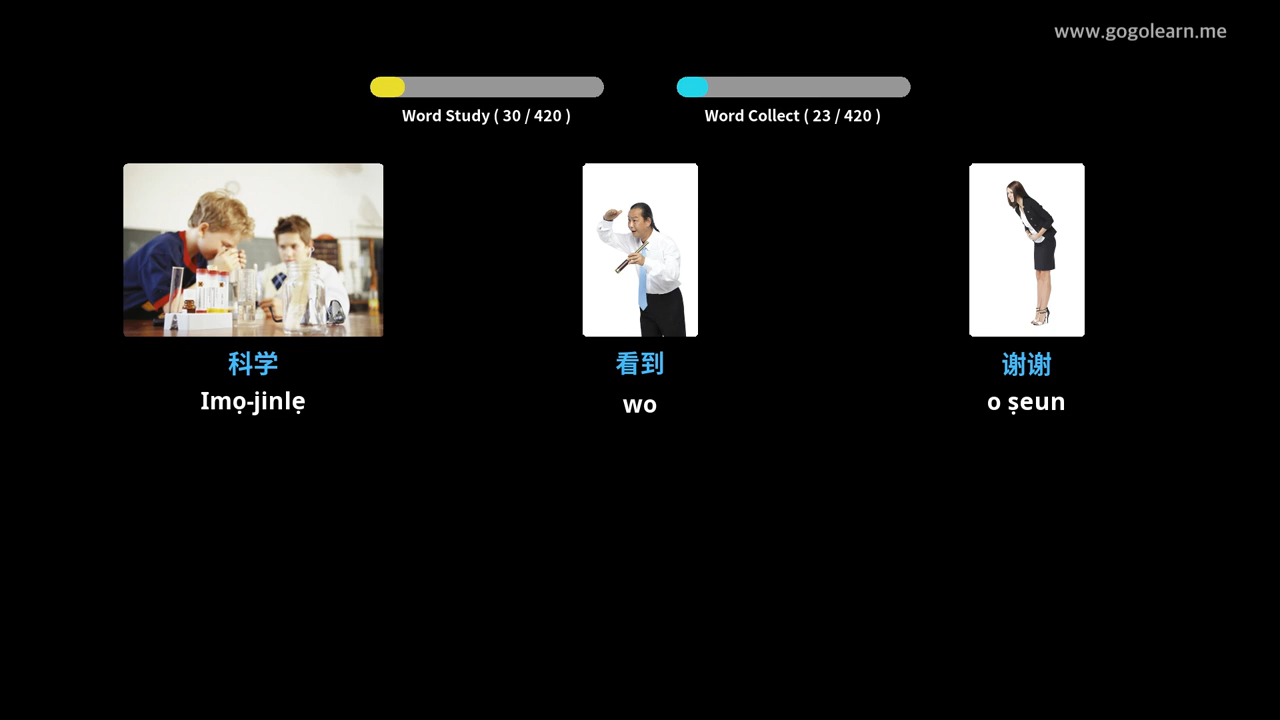 www.gogolearn.me
Word Study ( 30 / 420 )
Word Collect ( 23 / 420 )
科学
看到
谢谢
Imọ-jinlẹ
wo
o ṣeun